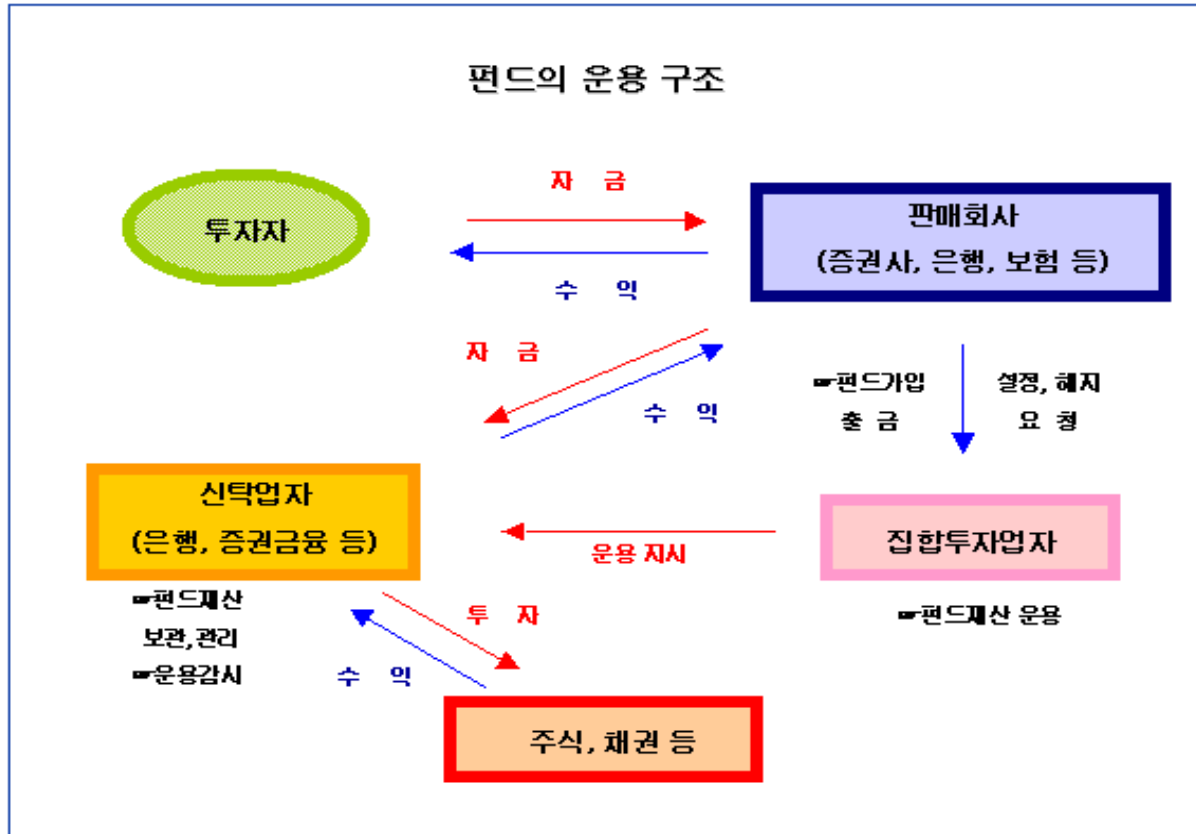 펀드의 운용 구조
자 금
투자자
판매회사
(증권사, 은행, 보험 등)
수 익
자 금
수 익
☞펀드가입
출 금
설정, 해지
요 청
신탁업자
(은행, 증권금융 등)
운용 지시
집합투자업자
☞펀드재산
보관,관리
☞운용감시
투 자
수 익
☞펀드재산 운용
주식, 채권 등